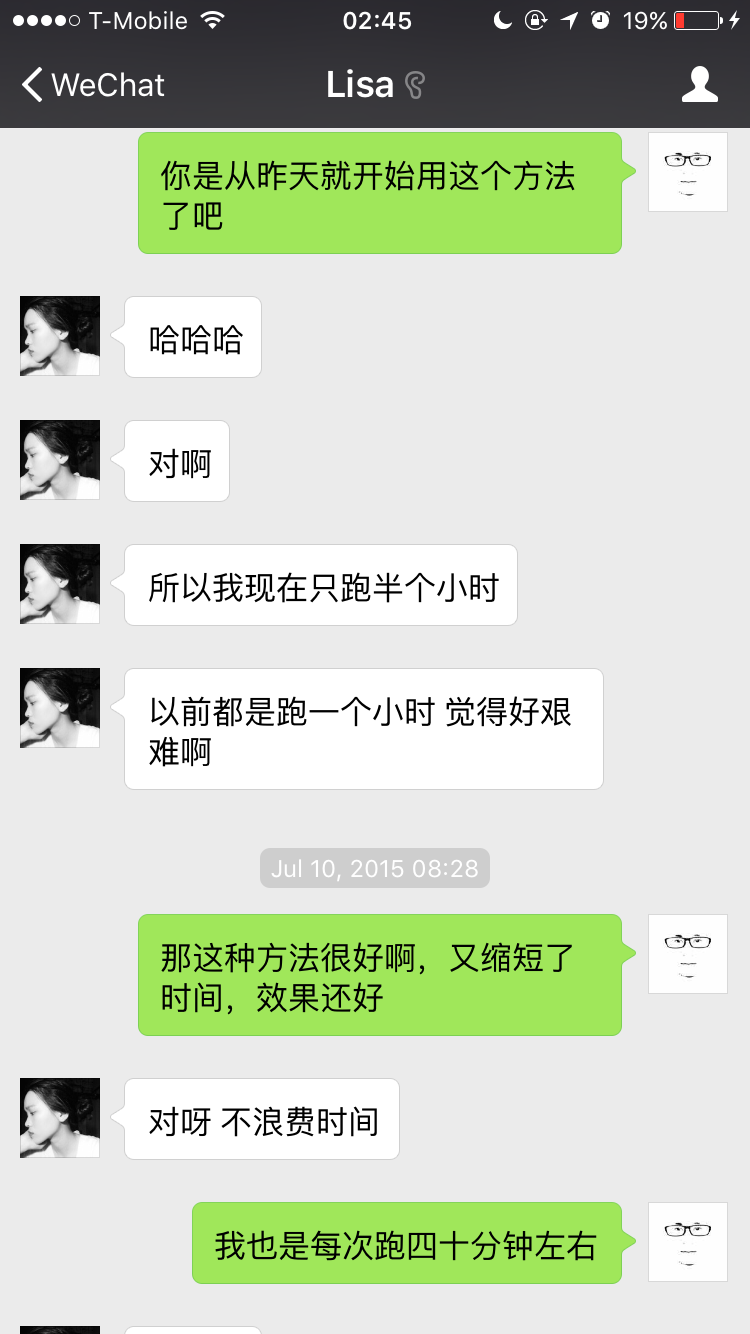 T-Mobile 02:45 19%
WeChat Lisa
你是从昨天就开始用这个方法
了吧
哈哈哈
对啊
所以我现在只跑半个小时
以前都是跑一个小时 觉得好艰
难啊
Jul 10, 2015 08:28
那这种方法很好啊，又缩短了
时间，效果还好
对呀 不浪费时间
我也是每次跑四十分钟左右